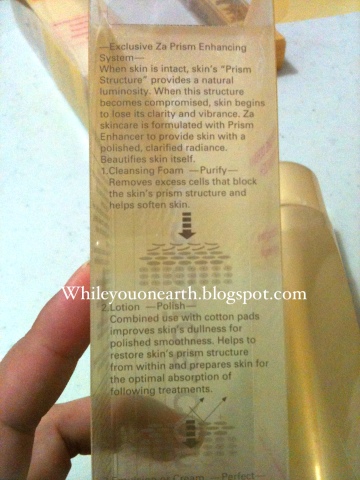 —Exclusive Za Prism Enhancing
System—
When skin is intact, skin's "Prism
Structure" provides a natural
luminosity. When this structure
becomes compromised, skin begins
to lose its clarity and vibrance. Za
skincare is formulated with Prism
Enhancer to provide skin with a
polished, clarified radiance.
Beautifies skin itself.
1.Cleansing Foam —Purify—
Removes excess cells that block
the skin's prism structure and
helps soften skin.
Whileyouonearth.blogspot.com
2.Lotion —Polish—
Combined use with cotton pads
improves skin's dullness for
polished smoothness. Helps to
restore skin's prism structure
from within and prepares skin for
the optimal absorption of
following treatments.
or Cream —Perfect—